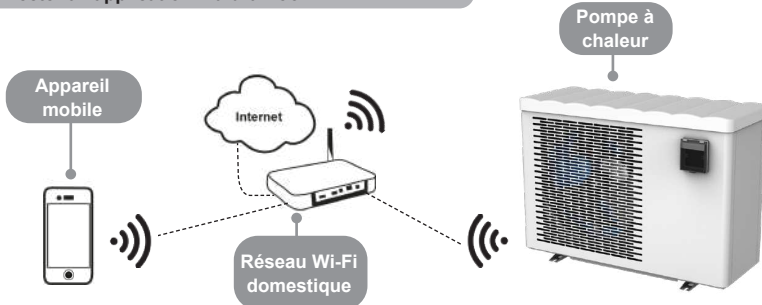 Pompe à
chaleur
Appareil
mobile
Internet
Réseau Wi-Fi
domestique